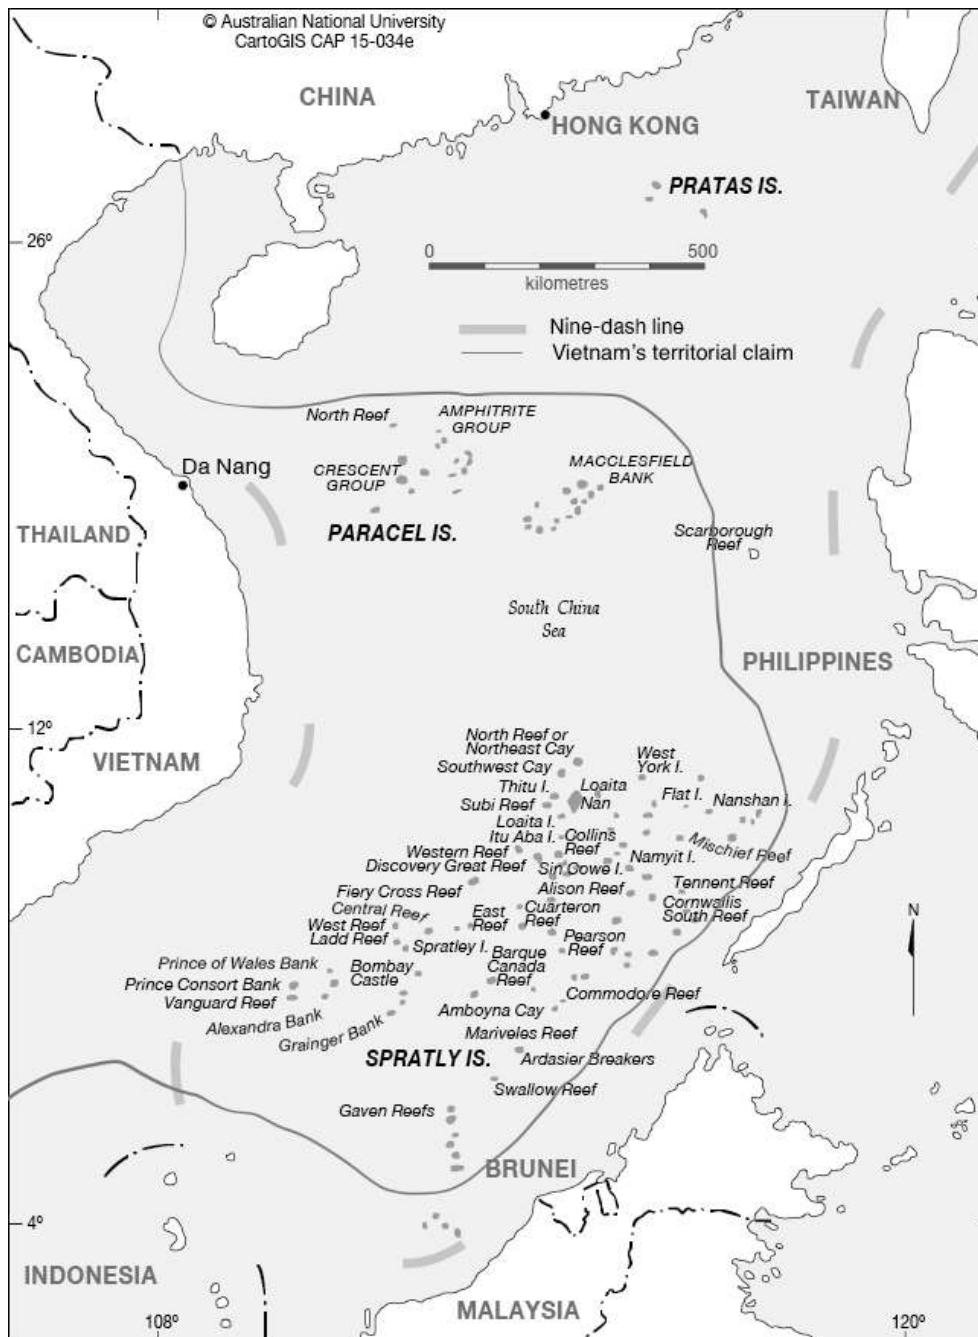 © Australian National University
CartoGIS CAP 15-034e
CHINA
TAIWAN
HONG KONG
PRATAS IS.
26º
0
500
kilometres
Nine-dash line
Vietnam's territorial claim
North Reef
AMPHITRITE
GROUP
Da Nang
CRESCENT
GROUP
MACCLESFIELD
BANK
THAILAND
PARACEL IS.
Scarborough
Reef
South China
Sea
CAMBODIA
PHILIPPINES
12º
VIETNAM
North Reef or
Northeast Cay
West
York I.
Southwest Cay
Thitu I.
Loaita
Nan
Flat I.
Nanshan I.
Subi Reef
Loaita I.
Itu Aba I.
Collins
Reef
Mischief Reef
Western Reef
Namyit I.
Discovery Great Reef
Sin Cowe I.
Fiery Cross Reef
Alison Reef
Tennent Reef
Central Reef
East
Reef
Cuarteron
Reef
Cornwallis
South Reef
West Reef
Ladd Reef
Spratley I.
Barque
Canada
Reef
Pearson
Reef
Prince of Wales Bank
Bombay
Castle
Prince Consort Bank
Vanguard Reef
Commodore Reef
Alexandra Bank
Grainger Bank
Amboyna Cay
Mariveles Reef
SPRATLY IS.
Ardasier Breakers
Swallow Reef
Gaven Reefs
N
BRUNEI
4º
INDONESIA
MALAYSIA
108º
120º